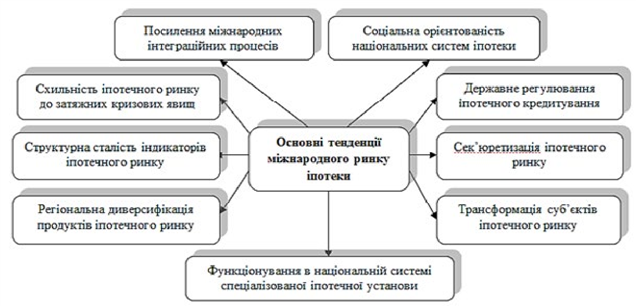 Посилення міжнародних
інтеграційних процесів
Соціальна орієнтованість
національних систем іпотеки
Схильність іпотечного ринку
до затяжних кризових явищ
Державне регулювання
іпотечного кредитування
Основні тенденції
міжнародного ринку
іпотеки
Структурна сталість індикаторів
іпотечного ринку
Сек’юретизація іпотечного
ринку
Регіональна диверсифікація
продуктів іпотечного ринку
Трансформація суб’єктів
іпотечного ринку
Функціонування в національній системі
спеціалізованої іпотечної установи